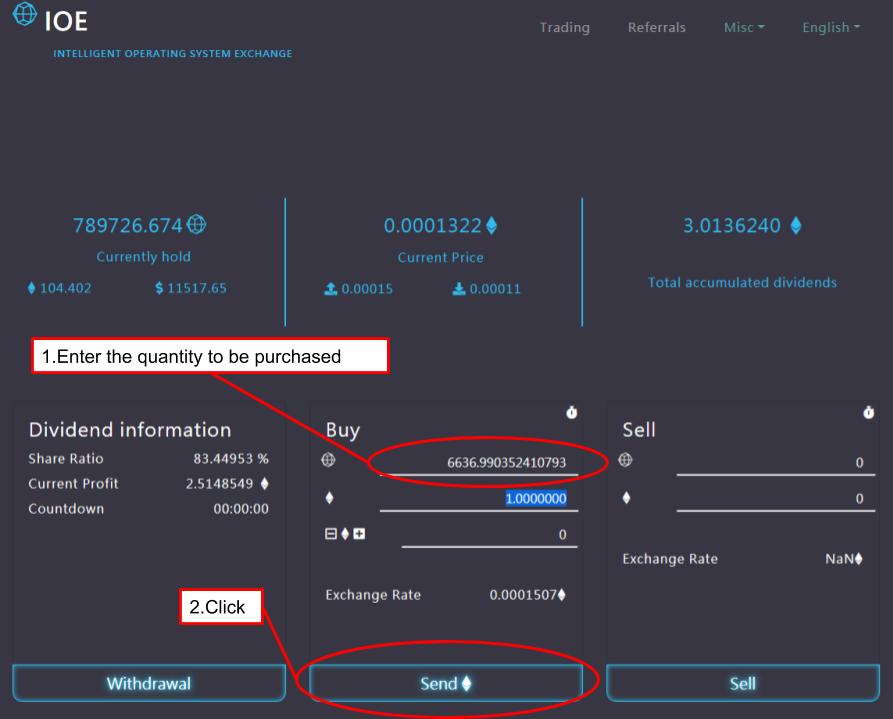 IOE
INTELLIGENT OPERATING SYSTEM EXCHANGE
Trading Referrals Misc English
789726.674
Currently hold
104.402 $ 11517.65
0.0001322
Current Price
0.00015 0.00011
3.0136240
Total accumulated dividends
1.Enter the quantity to be purchased
Dividend information
Share Ratio 83.44953 %
Current Profit 2.5148549
Countdown 00:00:00
2.Click
Withdrawal
Buy
6636.990352410793
1.0000000
0
Exchange Rate 0.0001507
Send
Sell
0
0
Exchange Rate NaN
Sell